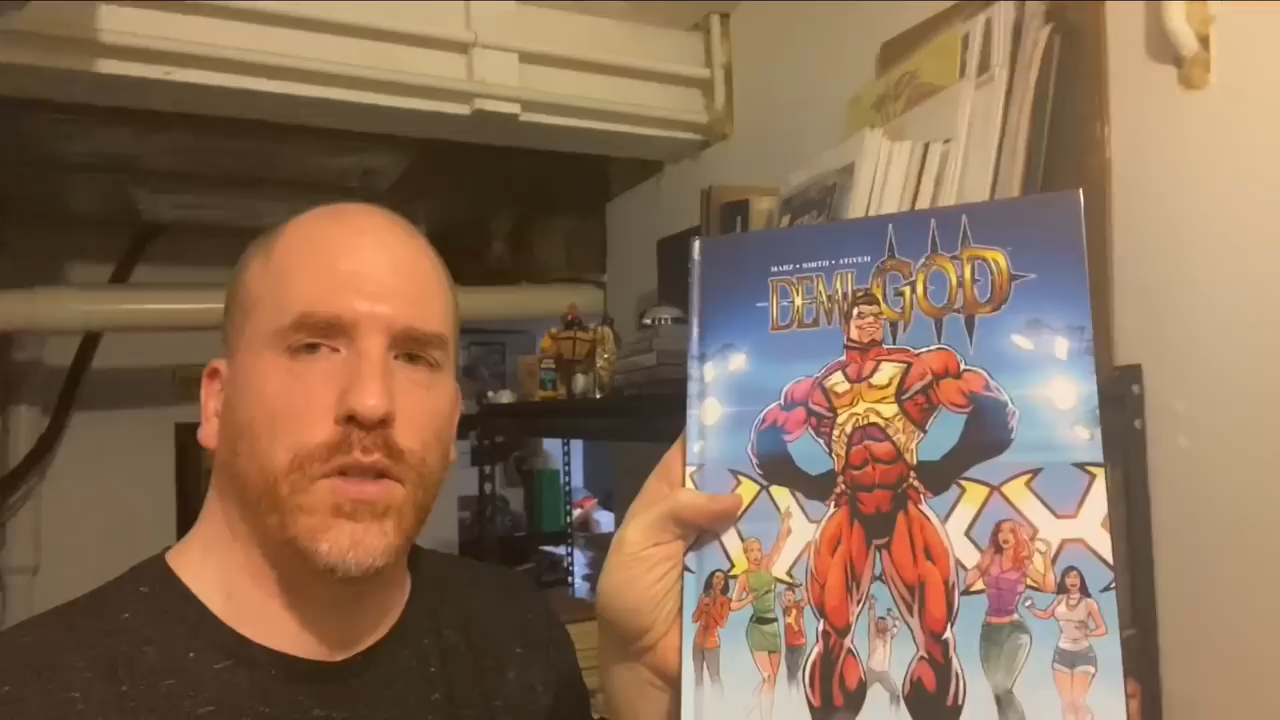 MARZ • SMITH • ATIYEH
DEMI-GOD